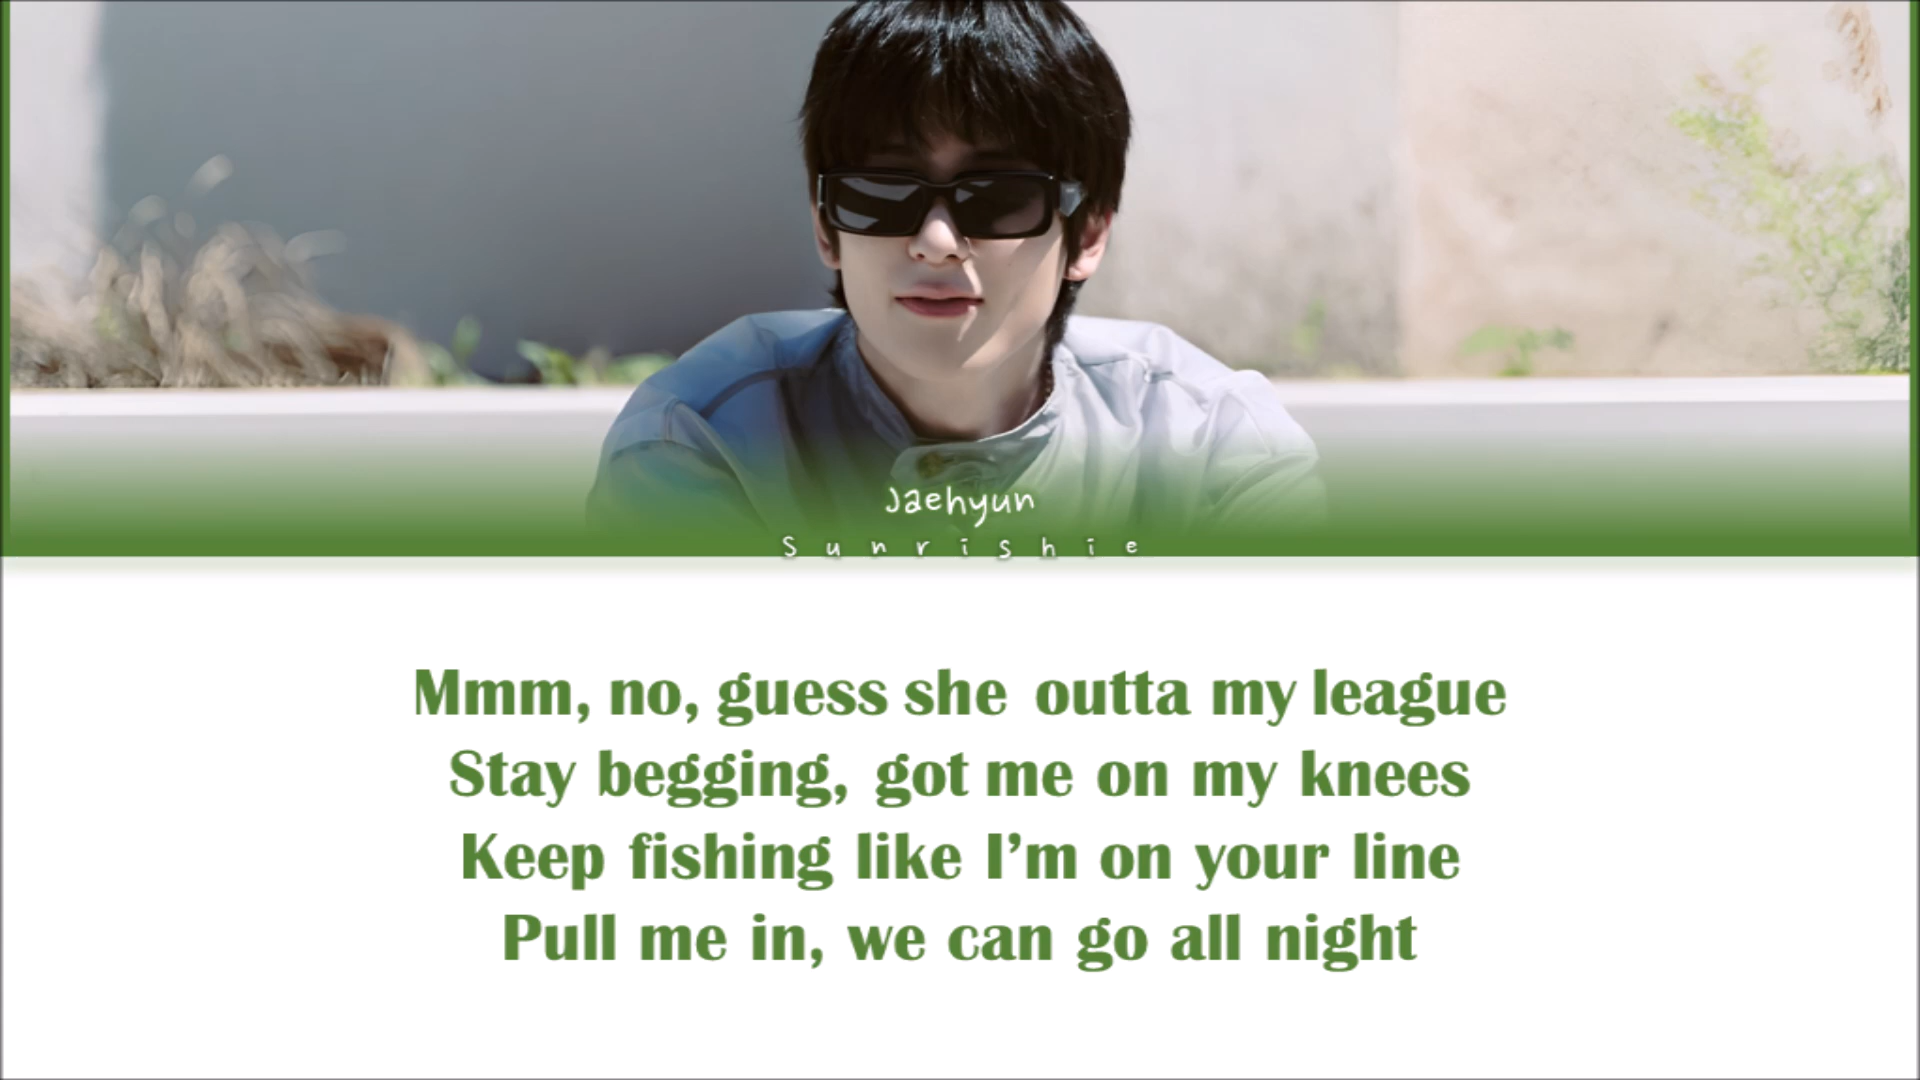 Jaehyun
Sunrishie
Mmm, no, guess she outta my league
Stay begging, got me on my knees
Keep fishing like I’m on your line
Pull me in, we can go all night